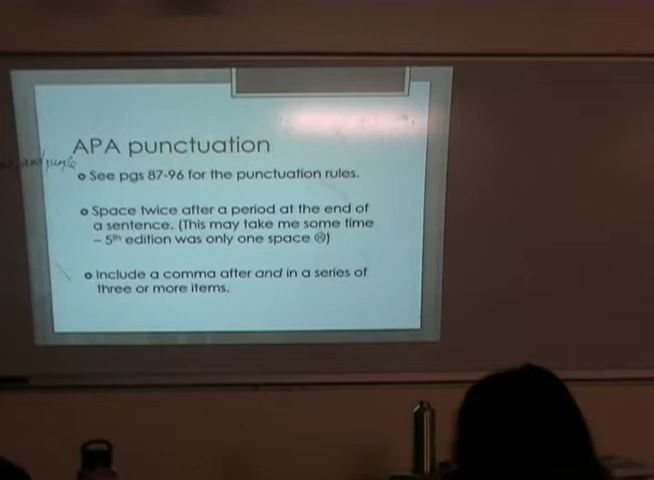 APA punctuation
See pgs 87-96 for the punctuation rules.
Space twice after a period at the end of
a sentence. (This may take me some time
– 5th edition was only one space ☹)
Include a comma after and in a series of
three or more items.